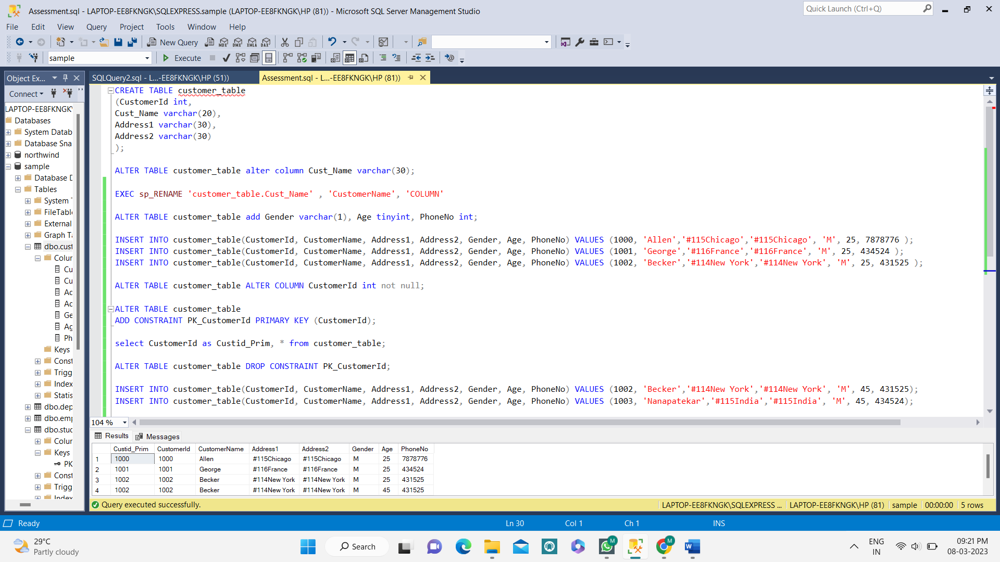 Assessment.sql - LAPTOP-EE8FKNGK\SQLEXPRESS.sample (LAPTOP-EE8FKNGK\HP (81)) - Microsoft SQL Server Management Studio
Quick Launch (Ctrl+Q)
File Edit View Query Project Tools Window Help
New Query MDX DMX XMLA DAX
sample Execute
Object Ex...
SQLQuery2.sql - L...-EE8FKNGK\HP (51))
Assessment.sql - L...-EE8FKNGK\HP (81))
Connect
LAPTOP-EE8FKNGK\
Databases
System Datab
Database Sna
northwind
sample
Database D
Tables
System T
FileTable
External
Graph Ta
dbo.cust
Colun
Cu
Cu
Ac
Ac
Ge
Ag
Ph
Keys
Const
Trigg
Index
Statis
dbo.dep
dbo.emp
dbo.stud
Colun
Keys
PK
Const
Trigg
Index
CREATE TABLE customer_table
(CustomerId int,
Cust_Name varchar(20),
Address1 varchar(30),
Address2 varchar(30)
);
ALTER TABLE customer_table alter column Cust_Name varchar(30);
EXEC sp_RENAME 'customer_table.Cust_Name' , 'CustomerName', 'COLUMN'
ALTER TABLE customer_table add Gender varchar(1), Age tinyint, PhoneNo int;
INSERT INTO customer_table(CustomerId, CustomerName, Address1, Address2, Gender, Age, PhoneNo) VALUES (1000, 'Allen','#115Chicago','#115Chicago', 'M', 25, 7878776 );
INSERT INTO customer_table(CustomerId, CustomerName, Address1, Address2, Gender, Age, PhoneNo) VALUES (1001, 'George','#116France','#116France', 'M', 25, 434524 );
INSERT INTO customer_table(CustomerId, CustomerName, Address1, Address2, Gender, Age, PhoneNo) VALUES (1002, 'Becker','#114New York','#114New York', 'M', 25, 431525 );
ALTER TABLE customer_table ALTER COLUMN CustomerId int not null;
ALTER TABLE customer_table
ADD CONSTRAINT PK_CustomerId PRIMARY KEY (CustomerId);
select CustomerId as Custid_Prim, * from customer_table;
ALTER TABLE customer_table DROP CONSTRAINT PK_CustomerId;
INSERT INTO customer_table(CustomerId, CustomerName, Address1, Address2, Gender, Age, PhoneNo) VALUES (1002, 'Becker','#114New York','#114New York', 'M', 45, 431525);
INSERT INTO customer_table(CustomerId, CustomerName, Address1, Address2, Gender, Age, PhoneNo) VALUES (1003, 'Nanapatekar','#115India','#115India', 'M', 45, 434524);
104 %
Results Messages
Custid_Prim CustomerId CustomerName Address1 Address2 Gender Age PhoneNo
1 1000 1000 Allen #115Chicago #115Chicago M 25 7878776
2 1001 1001 George #116France #116France M 25 434524
3 1002 1002 Becker #114New York #114New York M 25 431525
4 1002 1002 Becker #114New York #114New York M 45 431525
Query executed successfully. LAPTOP-EE8FKNGK\SQLEXPRESS ... LAPTOP-EE8FKNGK\HP (81) sample 00:00:00 5 rows
Ready Ln 30 Col 1 Ch 1 INS
29°C
Partly cloudy
Search
M
M
W
ENG
IN
09:21 PM
08-03-2023